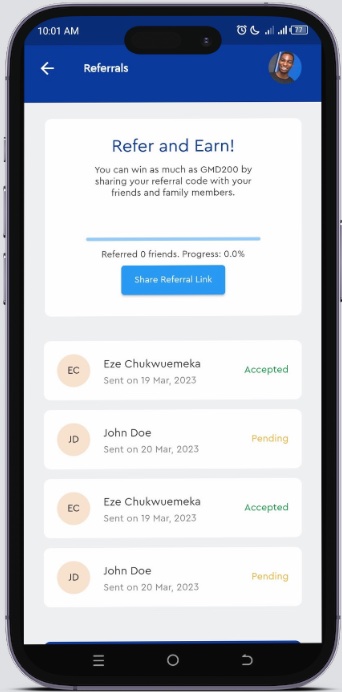 10:01 AM
77
Referrals
Refer and Earn!
You can win as much as GMD200 by
sharing your referral code with your
friends and family members.
Referred 0 friends. Progress: 0.0%
Share Referral Link
EC
Eze Chukwuemeka
Sent on 19 Mar, 2023
Accepted
JD
John Doe
Sent on 20 Mar, 2023
Pending
EC
Eze Chukwuemeka
Sent on 19 Mar, 2023
Accepted
JD
John Doe
Sent on 20 Mar, 2023
Pending